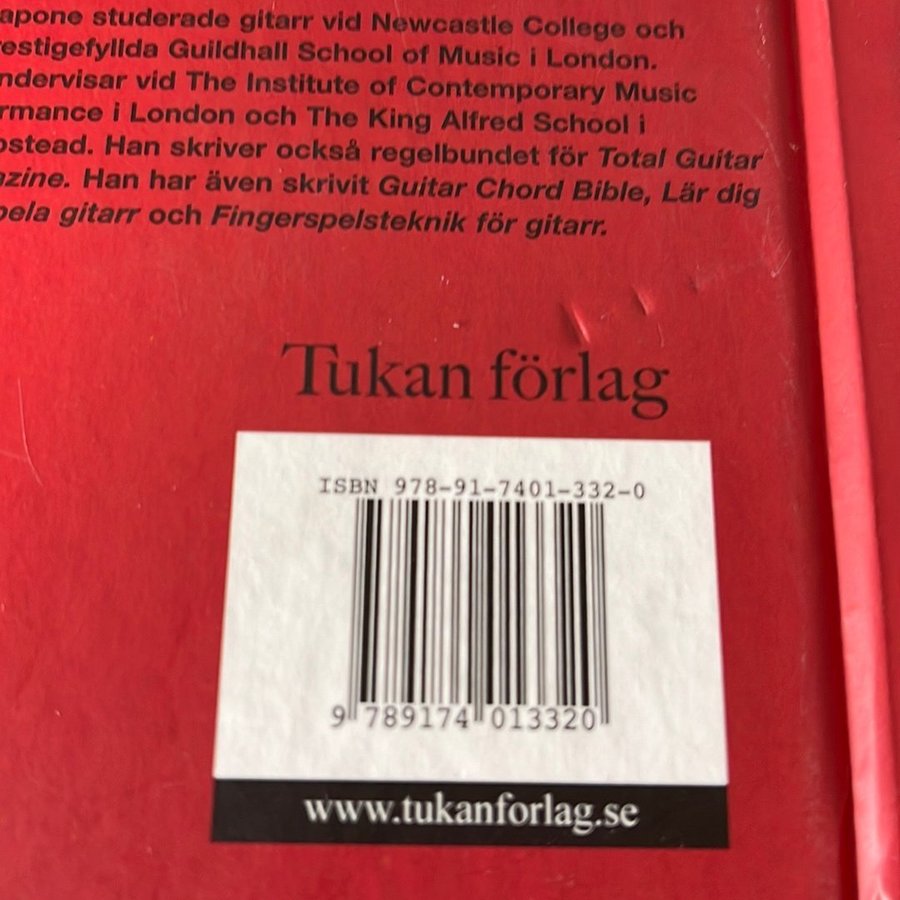 apone studerade gitarr vid Newcastle College och
estigefyllda Guildhall School of Music i London.
ndervisar vid The Institute of Contemporary Music
rmance i London och The King Alfred School i
pstead. Han skriver också regelbundet för Total Guitar
azine. Han har även skrivit Guitar Chord Bible, Lär dig
pela gitarr och Fingerspelsteknik för gitarr.
Tukan förlag
ISBN 978-91-7401-332-0
9 789174 013320
www.tukanforlag.se